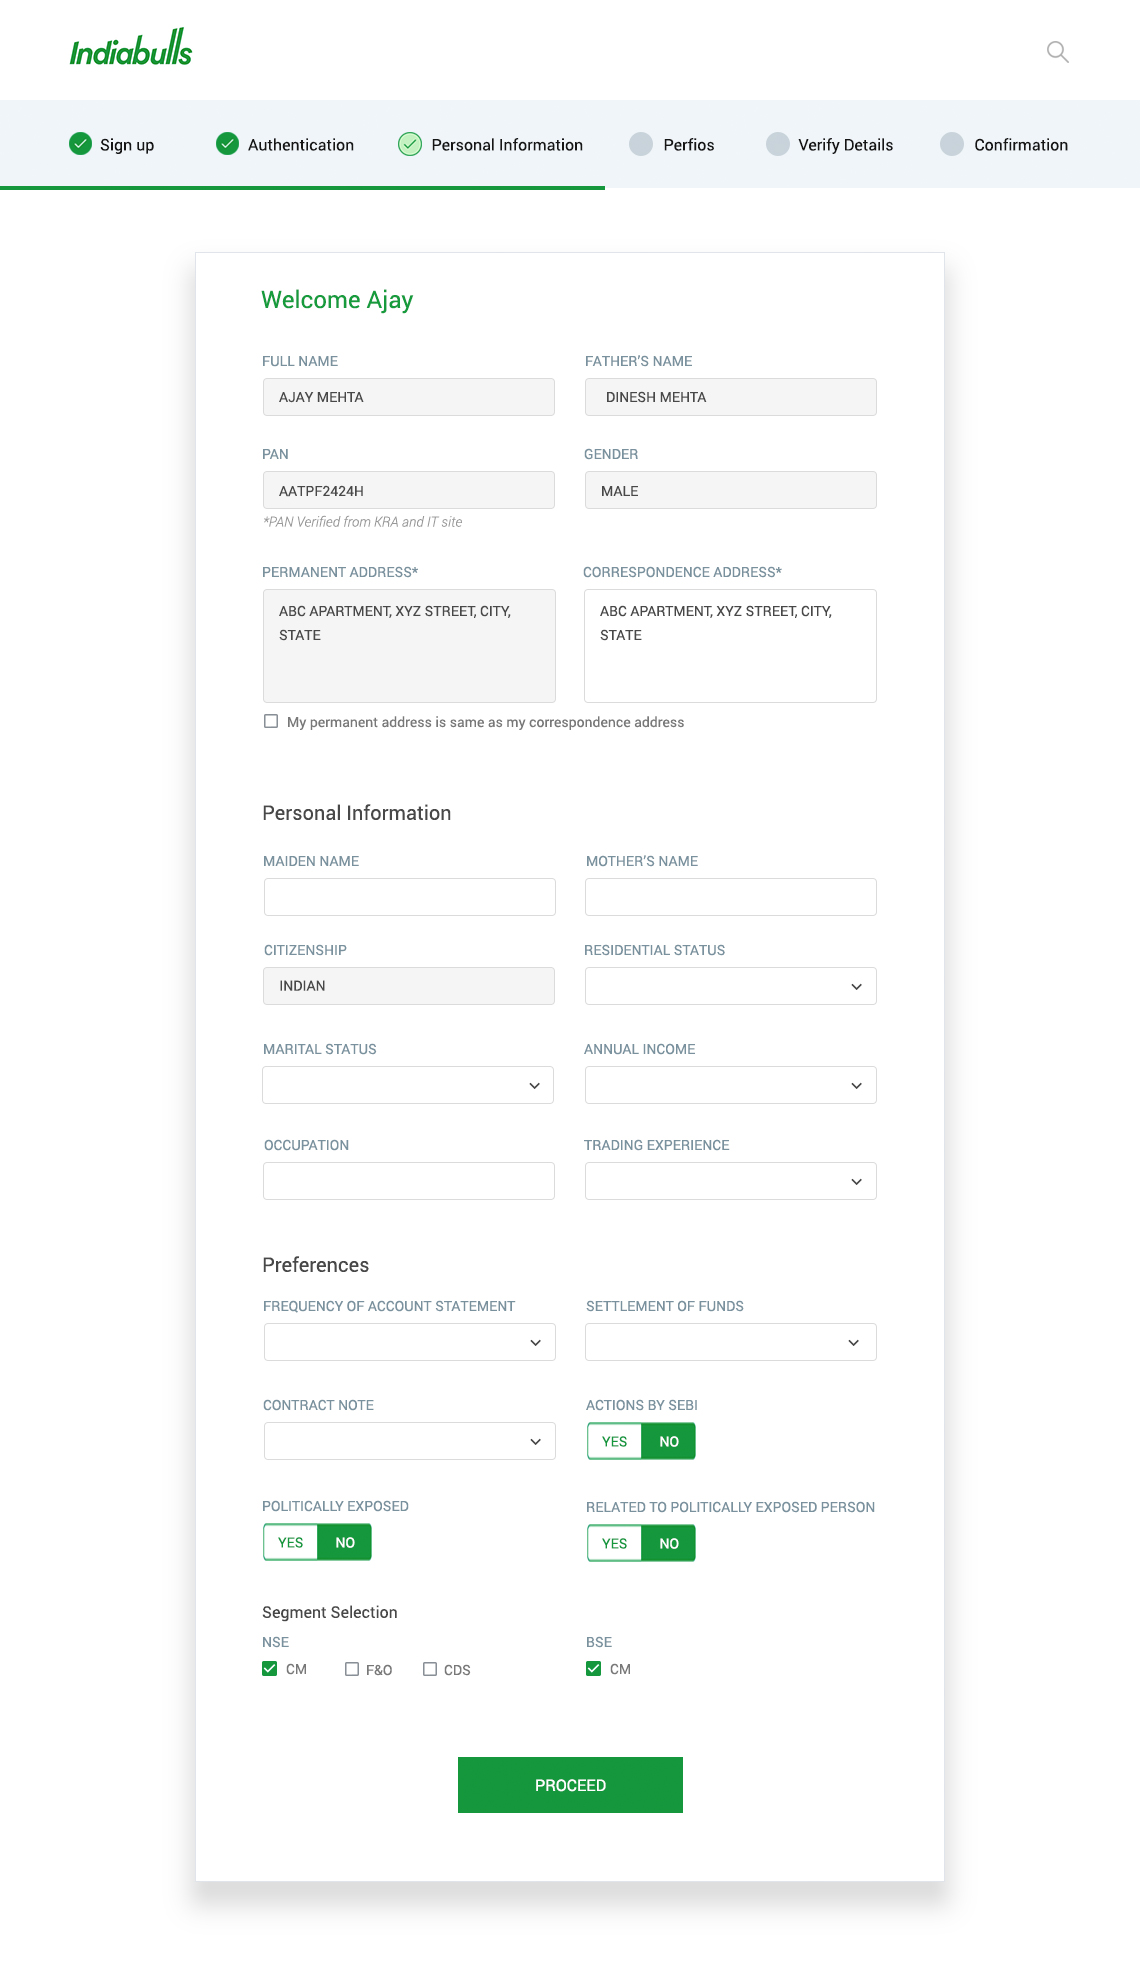 Indiabulls
Sign up Authentication Personal Information Perfios Verify Details Confirmation
Welcome Ajay
FULL NAME FATHER'S NAME
AJAY MEHTA DINESH MEHTA
PAN GENDER
AATPF2424H MALE
*PAN Verified from KRA and IT site
PERMANENT ADDRESS* CORRESPONDENCE ADDRESS*
ABC APARTMENT, XYZ STREET, CITY, ABC APARTMENT, XYZ STREET, CITY,
STATE STATE
My permanent address is same as my correspondence address
Personal Information
MAIDEN NAME MOTHER'S NAME
CITIZENSHIP RESIDENTIAL STATUS
INDIAN
MARITAL STATUS ANNUAL INCOME
OCCUPATION TRADING EXPERIENCE
Preferences
FREQUENCY OF ACCOUNT STATEMENT SETTLEMENT OF FUNDS
CONTRACT NOTE ACTIONS BY SEBI
YES NO
POLITICALLY EXPOSED RELATED TO POLITICALLY EXPOSED PERSON
YES NO YES NO
Segment Selection
NSE BSE
CM F&O CDS CM
PROCEED